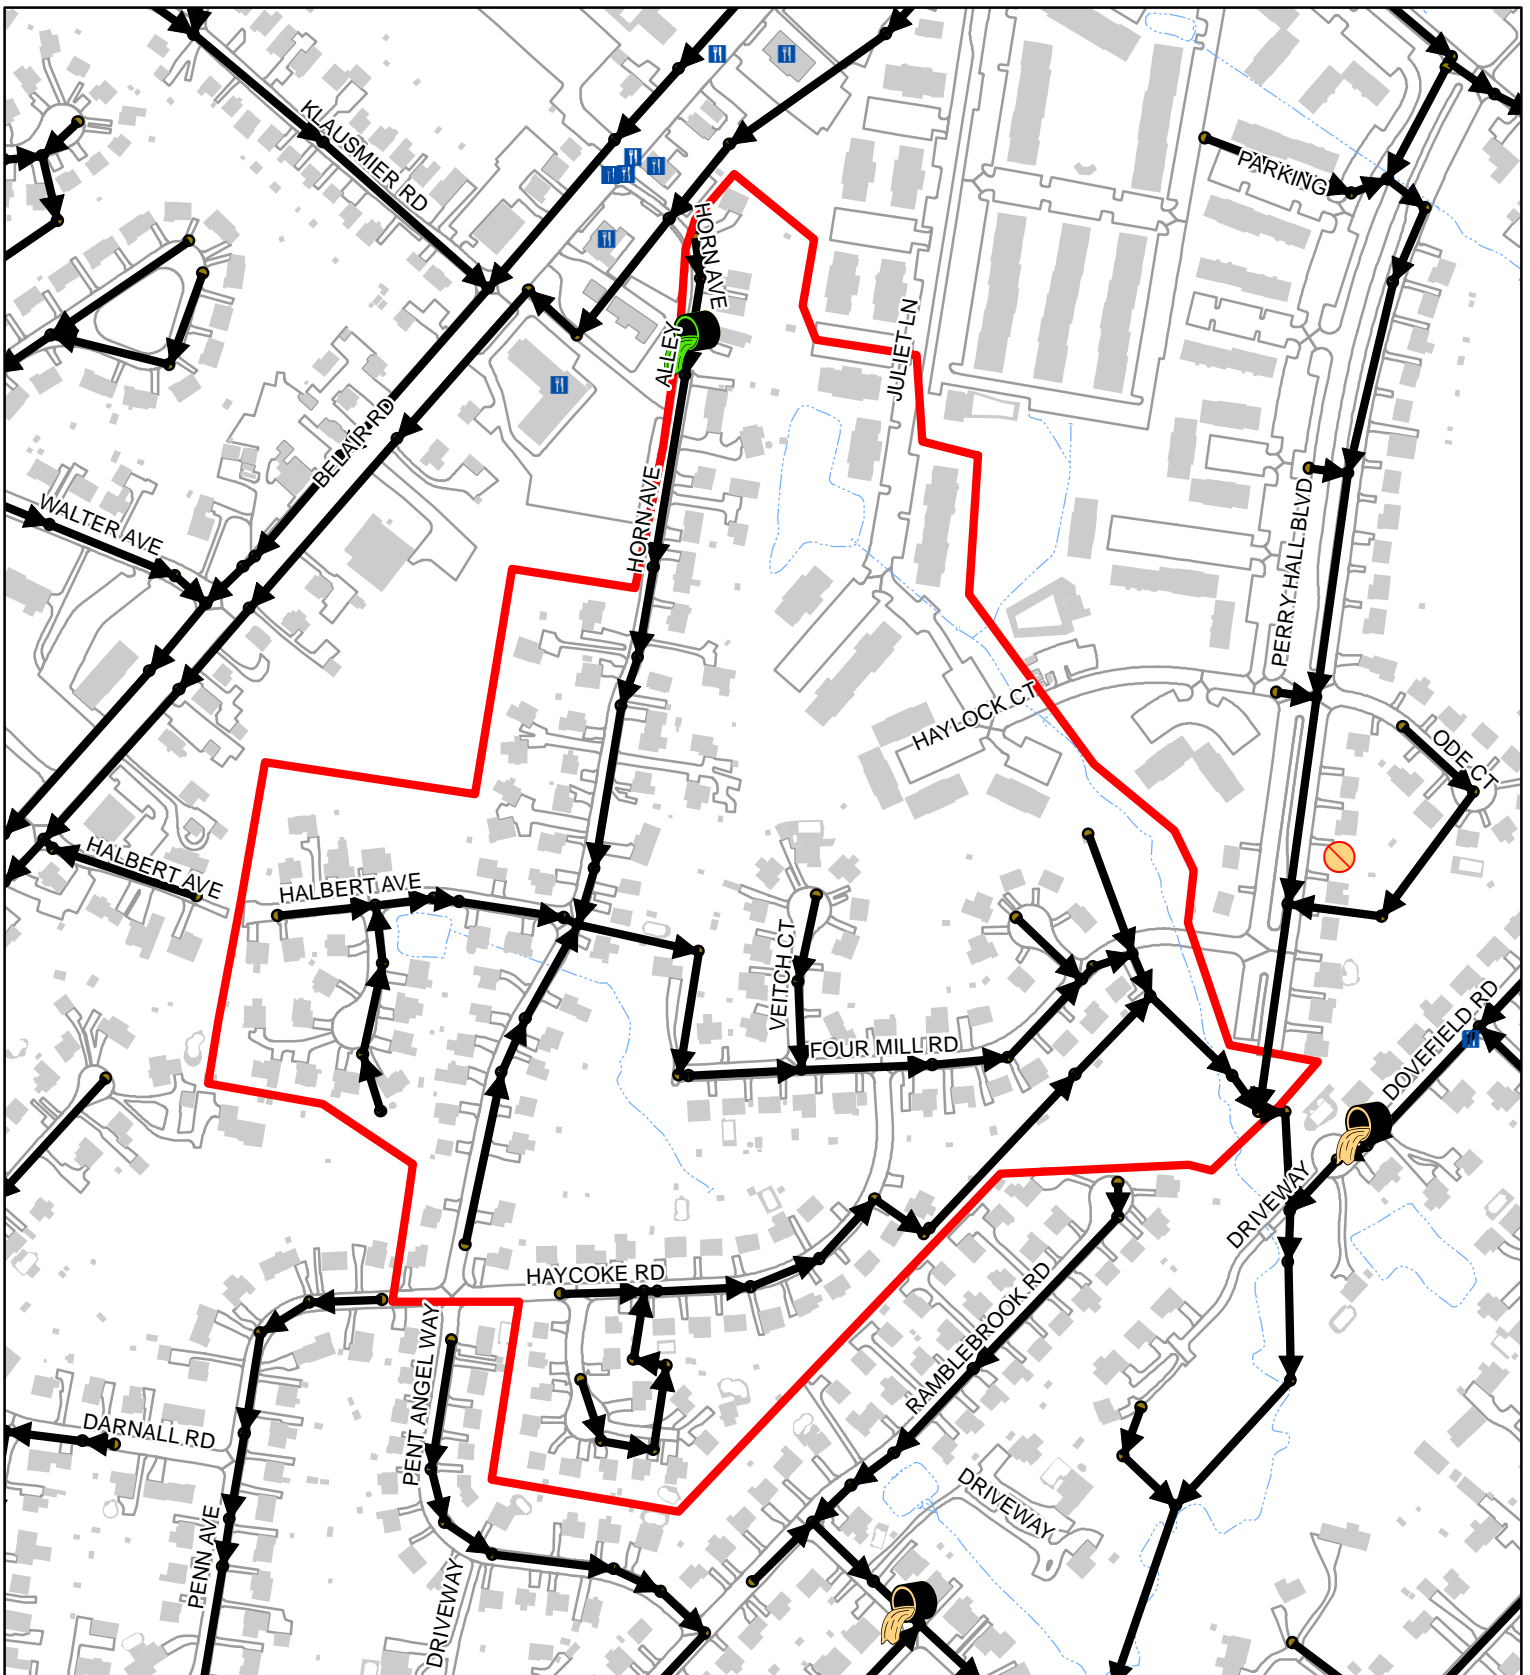 KLAUSMIER RD
PARKING
HORN AVE
JULIET LN
ALLEY
BELAIR RD
WALTER AVE
HORN AVE
PERRY HALL BLVD
HAYLOCK CT
ODE CT
HALBERT AVE
HALBERT AVE
VEITCH CT
FOUR MILL RD
DOVEFIELD RD
DRIVEWAY
HAYCOKE RD
RAMBLEBROOK RD
PENT ANGEL WAY
DARNALL RD
DRIVEWAY
PENN AVE
DRIVEWAY